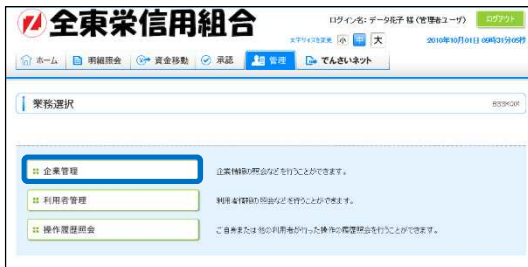 全東栄信用組合
ログイン名:データ花子 様 (管理者ユーザ)
ログアウト
文字サイズを変更 小 中 大
2010年10月01日 09時31分05秒
ホーム 明細照会 資金移動 承認 管理 でんさいネット
業務選択
企業管理
企業情報の照会などを行うことができます。
利用者管理
利用者情報の照会などを行うことができます。
操作履歴照会
ご自身または他の利用者が行った操作の履歴照会を行うことができます。